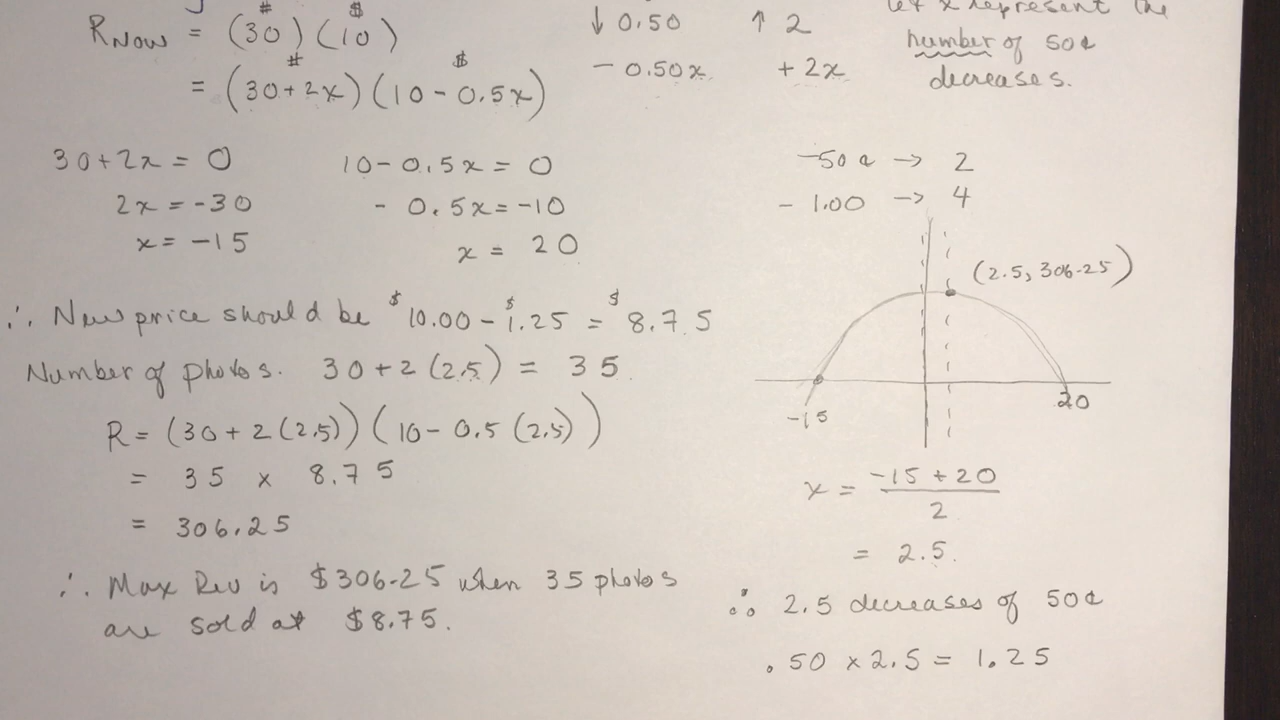 # $
R NOW = (30)(10)
# $
= (30+2x)(10-0.5x)
↓ 0.50 ↑ 2
- 0.50x + 2x
let x represent the
number of 50¢
decreases.
30+2x = 0
2x = -30
x = -15
10-0.5x = 0
- 0.5x = -10
x = 20
-50¢ -> 2
- 1.00 -> 4
(2.5, 306.25)
-15
20
∴ New price should be $10.00 - $1.25 = $8.75
Number of photos. 30+2(2.5) = 35.
R = (30+2(2.5))(10-0.5(2.5))
= 35 x 8.75
= 306.25
∴ Max Rev is $306.25 when 35 photos
are sold at $8.75.
x = -15 + 20
2
= 2.5.
∴ 2.5 decreases of 50¢
.50 x 2.5 = 1.25